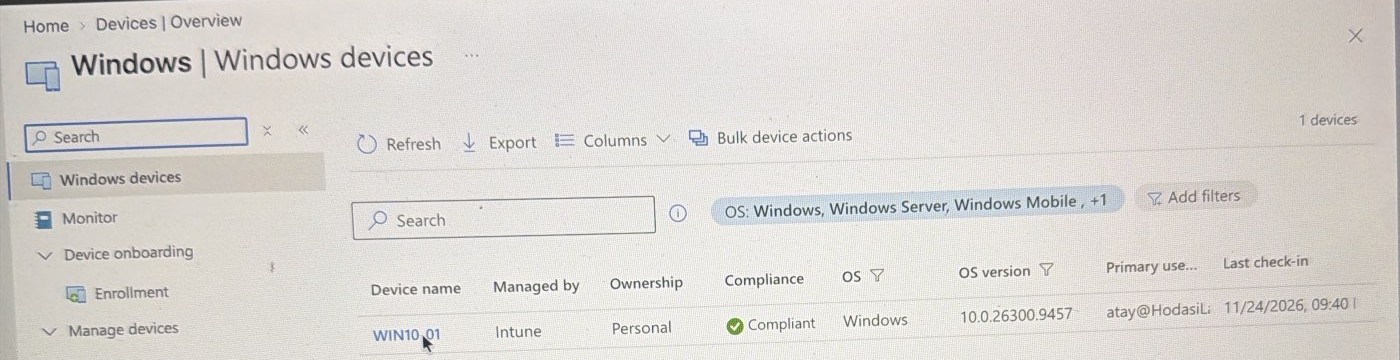 Home > Devices | Overview
Windows | Windows devices ...
Search
Refresh Export Columns Bulk device actions
1 devices
Windows devices
Monitor
Device onboarding
Enrollment
Manage devices
Search
OS: Windows, Windows Server, Windows Mobile , +1
Add filters
Device name Managed by Ownership Compliance OS OS version Primary use... Last check-in
WIN10_01 Intune Personal Compliant Windows 10.0.26300.9457 atay@HodasiL 11/24/2026, 09:40